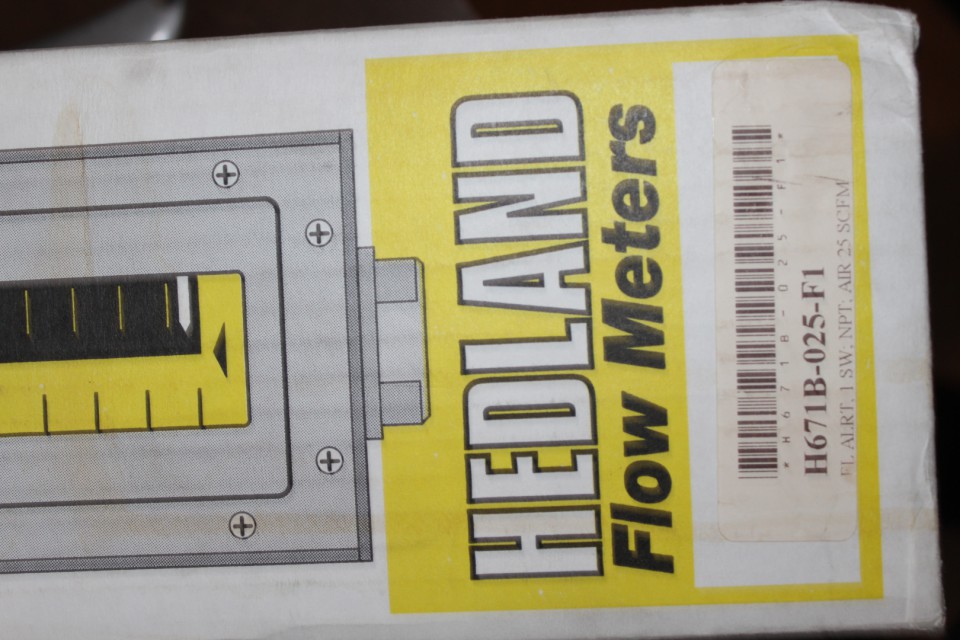 HEDLAND
Flow Meters
*H671B-025-F1*
H671B-025-F1
FL ALRT, 1 SW; NPT; AIR 25 SCFM